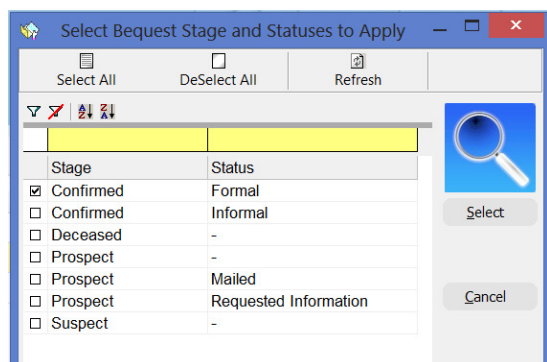 Select Bequest Stage and Statuses to Apply
Select All DeSelect All Refresh
Stage Status
Confirmed Formal
Confirmed Informal
Deceased -
Prospect -
Prospect Mailed
Prospect Requested Information
Suspect -
Select
Cancel